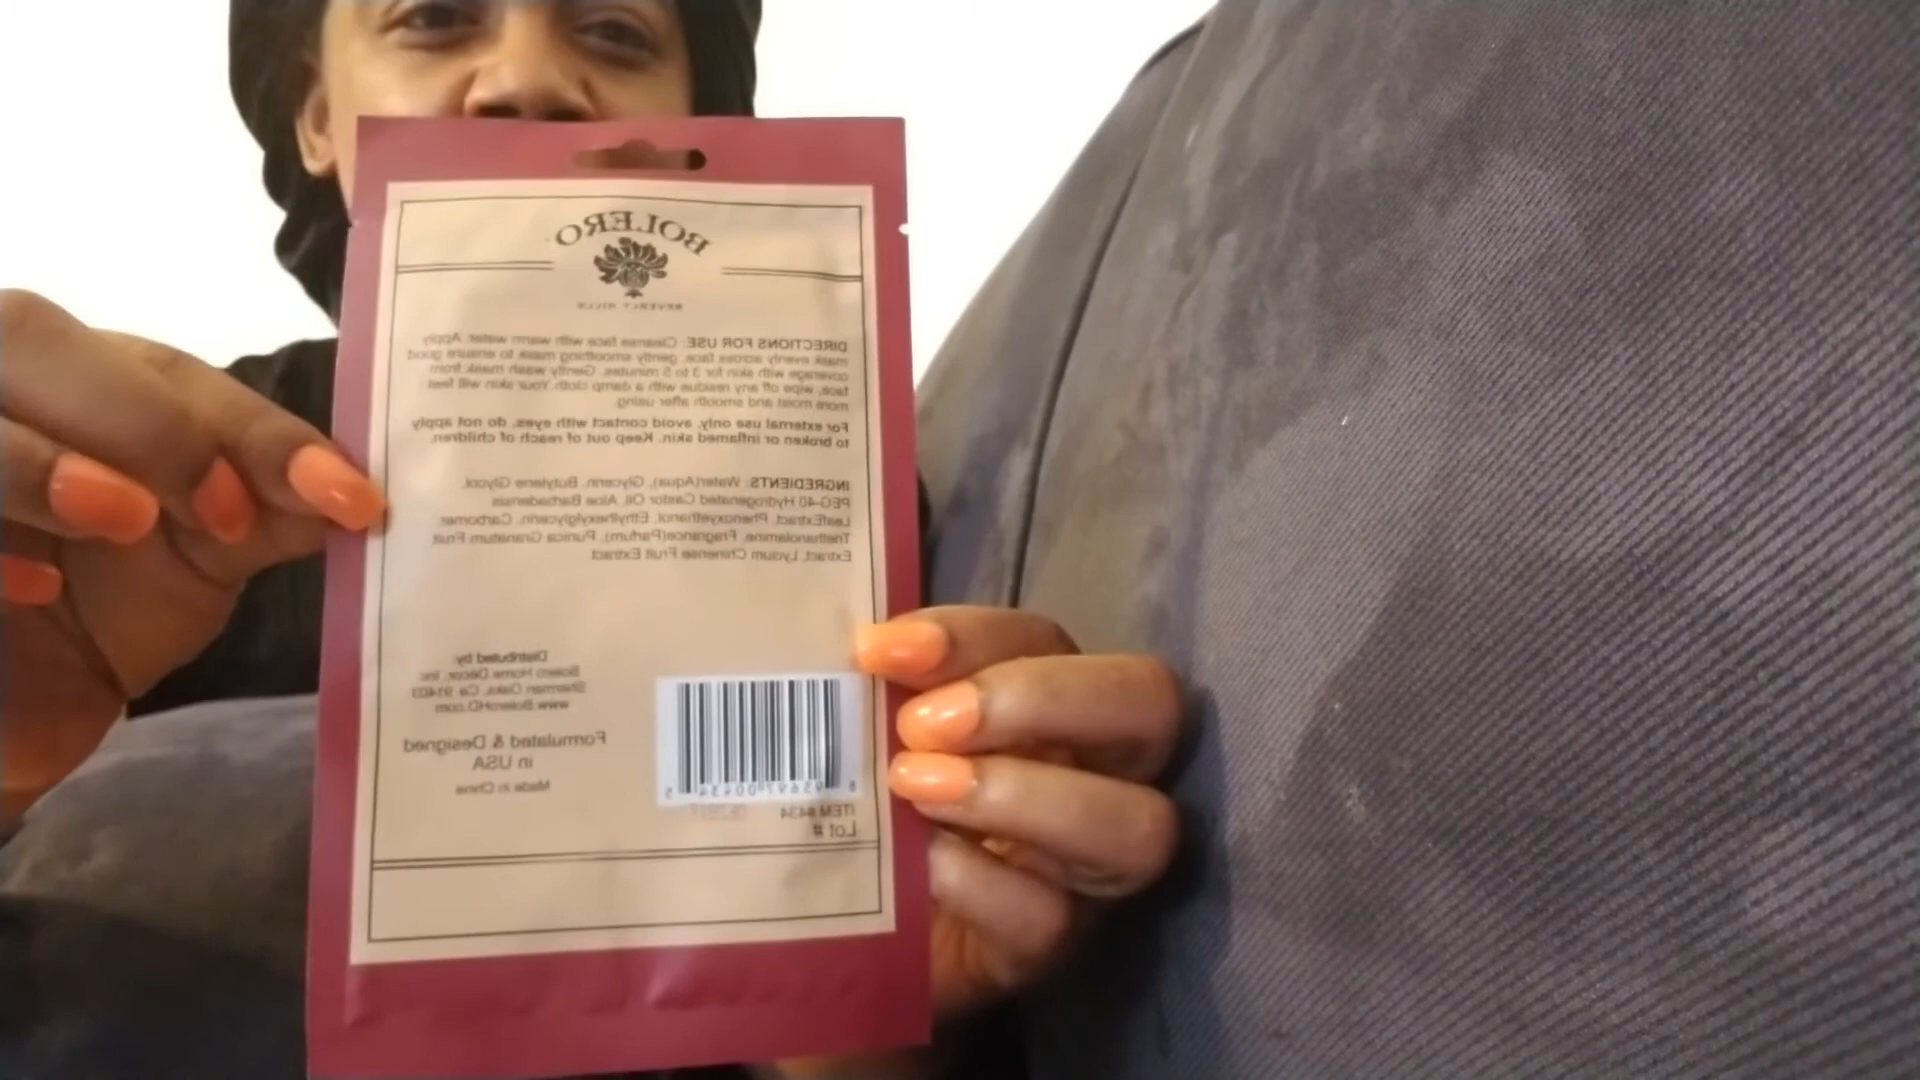 BOLERO
BEVERLY HILLS
DIRECTIONS FOR USE: Cleanse face with warm water. Apply
mask evenly across face, gently smoothing mask to ensure good
coverage with skin for 3 to 5 minutes. Gently wash mask from
face, wipe off any residue with a damp cloth. Your skin will feel
more moist and smooth after using.
For external use only, avoid contact with eyes, do not apply
to broken or inflamed skin. Keep out of reach of children.
INGREDIENTS: Water(Aqua), Glycerin, Butylene Glycol,
PEG-40 Hydrogenated Castor Oil, Aloe Barbadensis
LeafExtract, Phenoxyethanol, Ethylhexylglycerin, Carbomer,
Triethanolamine, Fragrance(Parfum), Punica Granatum Fruit
Extract, Lycium Chinense Fruit Extract
Distributed by:
Bolero Home Decor, Inc.
Sherman Oaks, Ca 91403
www.BoleroHD.com
Formulated & Designed
in USA
Made in China
ITEM #434
Lot #